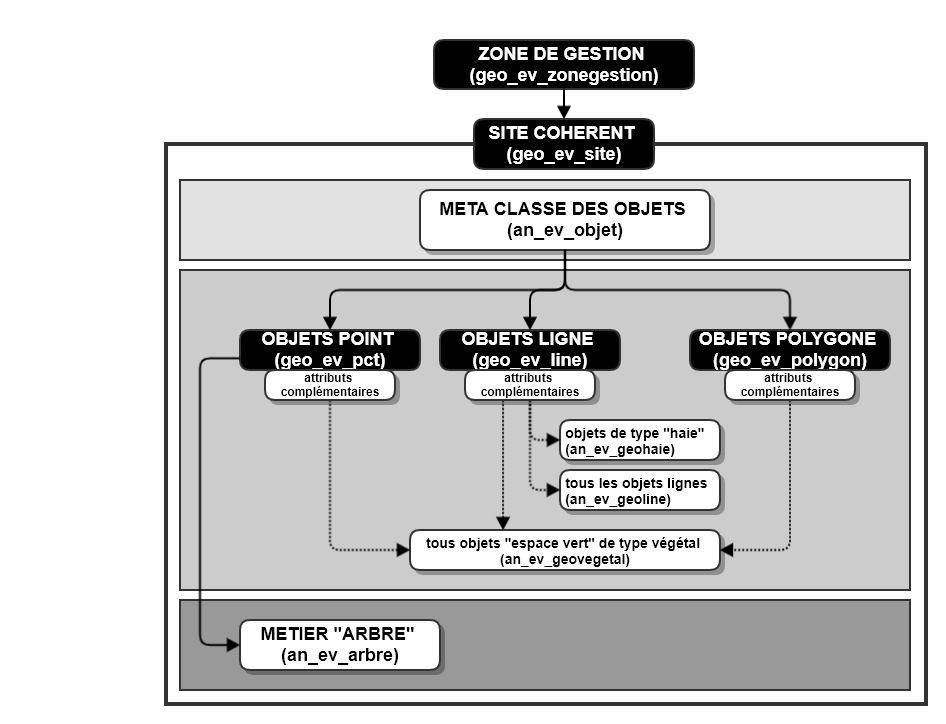 ZONE DE GESTION
(geo_ev_zonegestion)
SITE COHERENT
(geo_ev_site)
META CLASSE DES OBJETS
(an_ev_objet)
OBJETS POINT
(geo_ev_pct)
attributs
complémentaires
OBJETS LIGNE
(geo_ev_line)
attributs
complémentaires
OBJETS POLYGONE
(geo_ev_polygon)
attributs
complémentaires
objets de type "haie"
(an_ev_geohaie)
tous les objets lignes
(an_ev_geoline)
tous objets "espace vert" de type végétal
(an_ev_geovegetal)
METIER "ARBRE"
(an_ev_arbre)